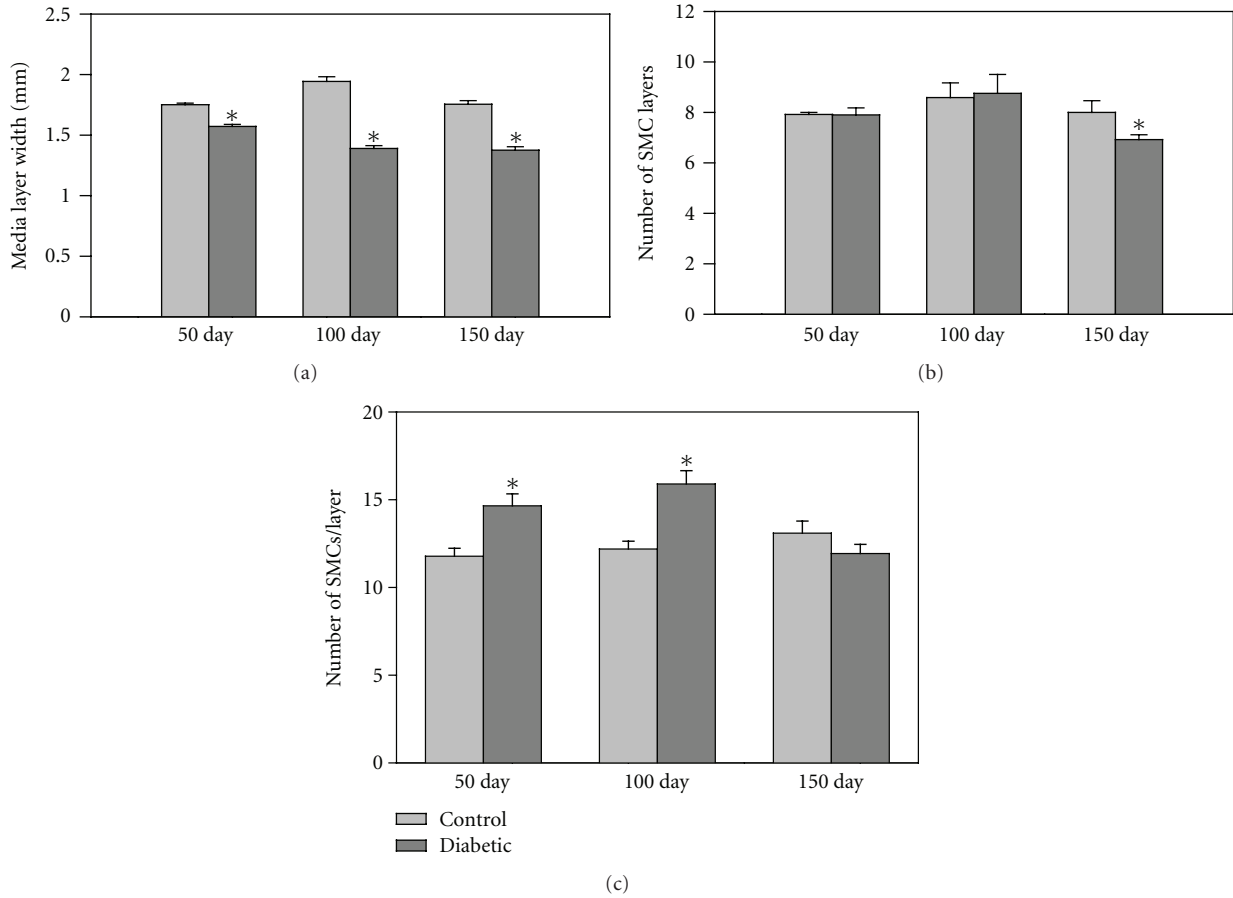 2.5
2
1.5
1
0.5
0
Media layer width (mm)
*
*
*
50 day
100 day
150 day
(a)
12
10
8
6
4
2
0
Number of SMC layers
*
50 day
100 day
150 day
(b)
20
15
10
5
0
Number of SMCs/layer
*
*
50 day
100 day
150 day
Control
Diabetic
(c)